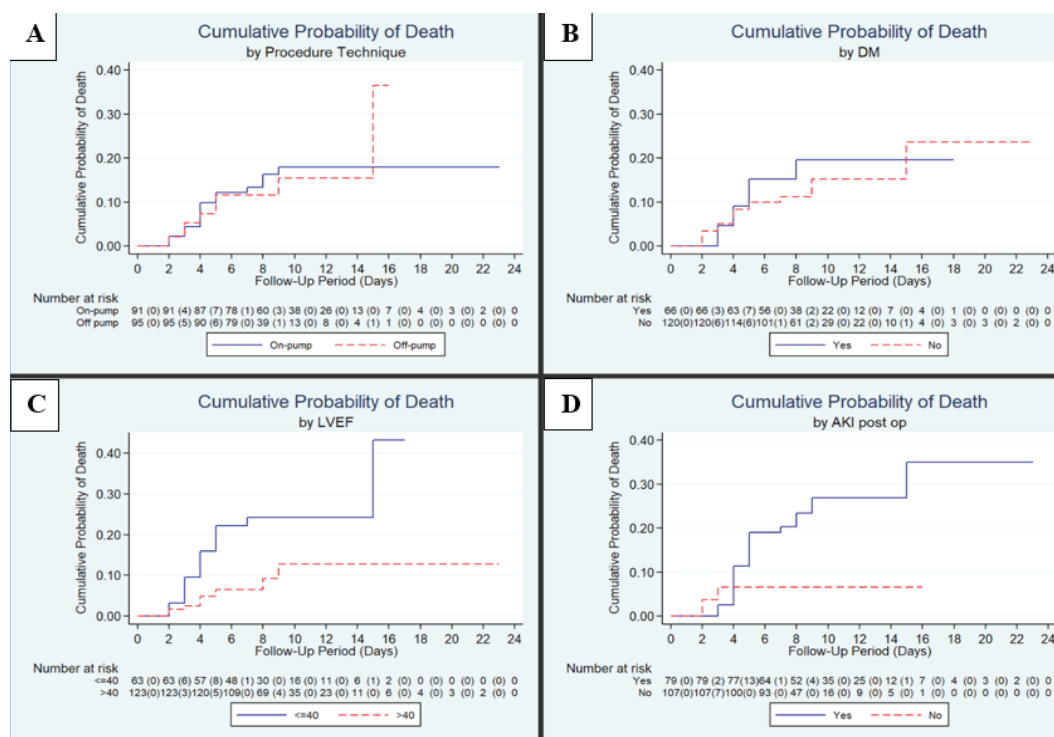 A
Cumulative Probability of Death
by Procedure Technique
Cumulative Probability of Death
0.40
0.30
0.20
0.10
0.00
0 2 4 6 8 10 12 14 16 18 20 22 24
Follow-Up Period (Days)
Number at risk
On-pump 91 (0) 91 (4) 87 (7) 78 (1) 60 (3) 38 (0) 26 (0) 13 (0) 7 (0) 4 (0) 3 (0) 2 (0) 0
Off pump 95 (0) 95 (5) 90 (6) 79 (0) 39 (1) 13 (0) 8 (0) 4 (1) 1 (0) 0 (0) 0 (0) 0 (0) 0
On-pump Off-pump
B
Cumulative Probability of Death
by DM
Cumulative Probability of Death
0.40
0.30
0.20
0.10
0.00
0 2 4 6 8 10 12 14 16 18 20 22 24
Follow-Up Period (Days)
Number at risk
Yes 66 (0) 66 (3) 63 (7) 56 (0) 38 (2) 22 (0) 12 (0) 7 (0) 4 (0) 1 (0) 0 (0) 0 (0) 0
No 120(0)120(6)114(6)101(1) 61 (2) 29 (0) 22 (0) 10 (1) 4 (0) 3 (0) 3 (0) 2 (0) 0
Yes No
C
Cumulative Probability of Death
by LVEF
Cumulative Probability of Death
0.40
0.30
0.20
0.10
0.00
0 2 4 6 8 10 12 14 16 18 20 22 24
Follow-Up Period (Days)
Number at risk
<=40 63 (0) 63 (6) 57 (8) 48 (1) 30 (0) 16 (0) 11 (0) 6 (1) 2 (0) 0 (0) 0 (0) 0 (0) 0
>40 123(0)123(3)120(5)109(0) 69 (4) 35 (0) 23 (0) 11 (0) 6 (0) 4 (0) 3 (0) 2 (0) 0
<=40 >40
D
Cumulative Probability of Death
by AKI post op
Cumulative Probability of Death
0.40
0.30
0.20
0.10
0.00
0 2 4 6 8 10 12 14 16 18 20 22 24
Follow-Up Period (Days)
Number at risk
Yes 79 (0) 79 (2) 77(13)64 (1) 52 (4) 35 (0) 25 (0) 12 (1) 7 (0) 4 (0) 3 (0) 2 (0) 0
No 107(0)107(7)100(0) 93 (0) 47 (0) 16 (0) 9 (0) 5 (0) 1 (0) 0 (0) 0 (0) 0 (0) 0
Yes No